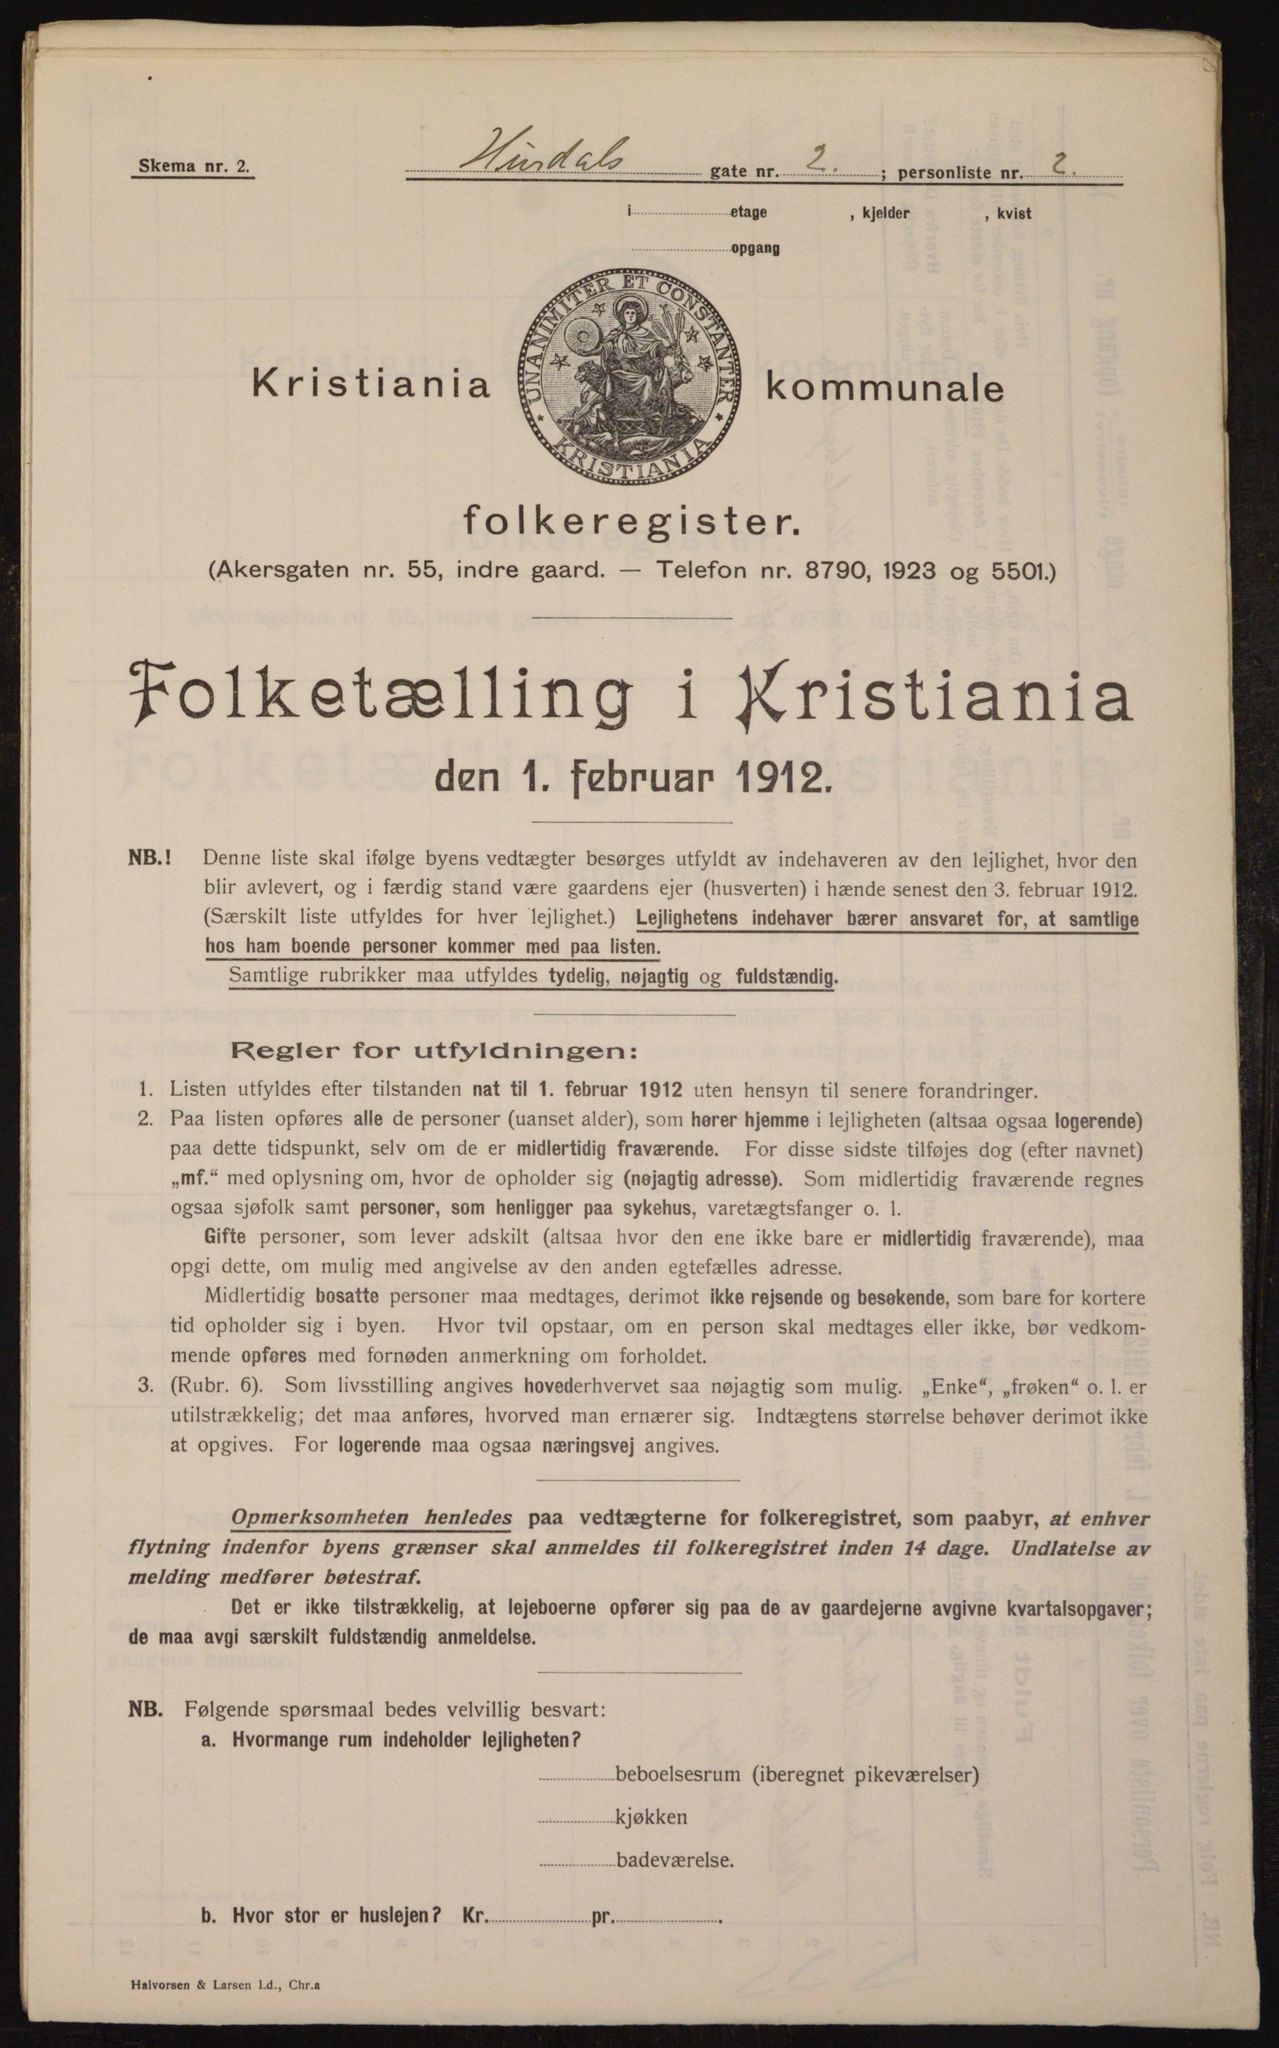 Skema nr. 2. Hurdals gate nr. 2. ; personliste nr. 2.
i etage , kjelder , kvist
opgang
UNANIMITER ET CONSTANTER
KRISTIANIA
Kristiania kommunale
folkeregister.
(Akersgaten nr. 55, indre gaard. — Telefon nr. 8790, 1923 og 5501.)
Folketælling i Kristiania
den 1. februar 1912.
NB.! Denne liste skal ifølge byens vedtægter besørges utfyldt av indehaveren av den lejlighet, hvor den
blir avlevert, og i færdig stand være gaardens ejer (husverten) i hænde senest den 3. februar 1912.
(Særskilt liste utfyldes for hver lejlighet.) Lejlighetens indehaver bærer ansvaret for, at samtlige
hos ham boende personer kommer med paa listen.
Samtlige rubrikker maa utfyldes tydelig, nøjagtig og fuldstændig.
Regler for utfyldningen:
1. Listen utfyldes efter tilstanden nat til 1. februar 1912 uten hensyn til senere forandringer.
2. Paa listen opføres alle de personer (uanset alder), som hører hjemme i lejligheten (altsaa ogsaa logerende)
paa dette tidspunkt, selv om de er midlertidig fraværende. For disse sidste tilføjes dog (efter navnet)
„mf.“ med oplysning om, hvor de opholder sig (nøjagtig adresse). Som midlertidig fraværende regnes
ogsaa sjøfolk samt personer, som henligger paa sykehus, varetægtsfanger o. l.
Gifte personer, som lever adskilt (altsaa hvor den ene ikke bare er midlertidig fraværende), maa
opgi dette, om mulig med angivelse av den anden egtefælles adresse.
Midlertidig bosatte personer maa medtages, derimot ikke rejsende og besøkende, som bare for kortere
tid opholder sig i byen. Hvor tvil opstaar, om en person skal medtages eller ikke, bør vedkom-
mende opføres med fornøden anmerkning om forholdet.
3. (Rubr. 6). Som livsstilling angives hovederhvervet saa nøjagtig som mulig. „Enke“, „frøken“ o. l. er
utilstrækkelig; det maa anføres, hvorved man ernærer sig. Indtægtens størrelse behøver derimot ikke
at opgives. For logerende maa ogsaa næringsvej angives.
Opmerksomheten henledes paa vedtægterne for folkeregistret, som paabyr, at enhver
flytning indenfor byens grænser skal anmeldes til folkeregistret inden 14 dage. Undlatelse av
melding medfører bøtestraf.
Det er ikke tilstrækkelig, at lejeboerne opfører sig paa de av gaardejerne avgivne kvartalsopgaver;
de maa avgi særskilt fuldstændig anmeldelse.
NB. Følgende spørsmaal bedes velvillig besvart:
a. Hvormange rum indeholder lejligheten?
beboelsesrum (iberegnet pikeværelser)
kjøkken
badeværelse.
b. Hvor stor er huslejen? Kr. pr. .
Halvorsen & Larsen Ld., Chr.a